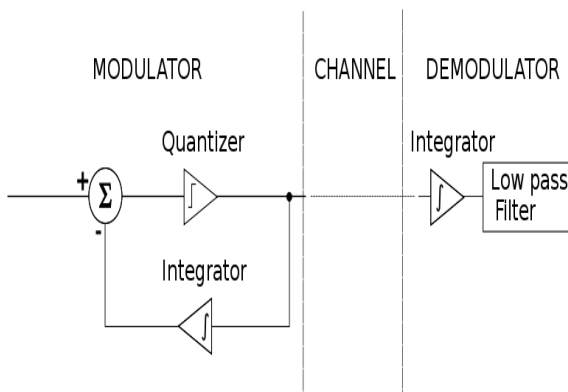 MODULATOR
CHANNEL
DEMODULATOR
Quantizer
Integrator
+
Σ
-
∫
Low pass
Filter
Integrator
∫